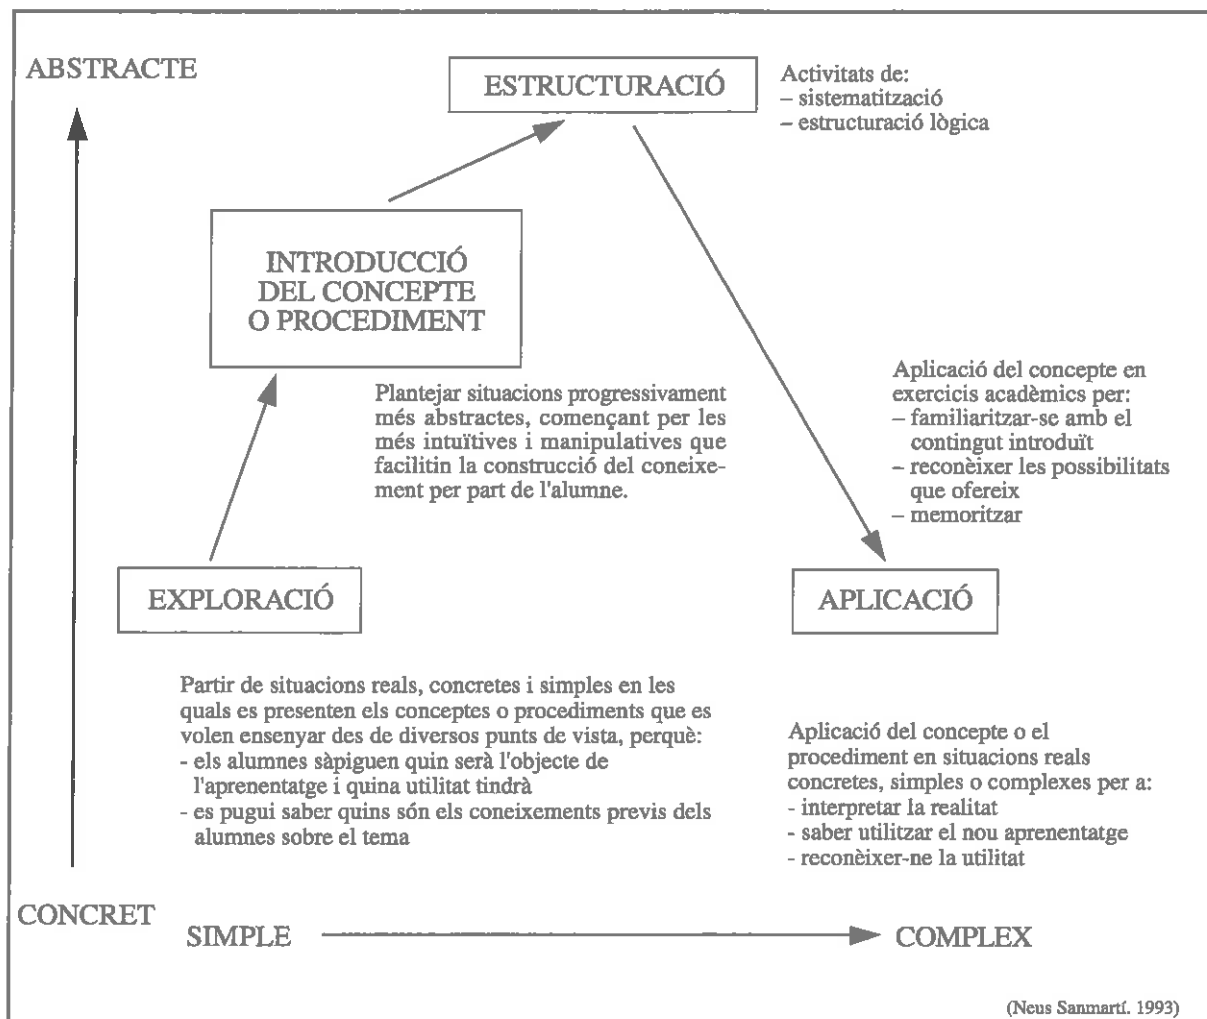 ABSTRACTE
ESTRUCTURACIÓ
Activitats de:
– sistematització
– estructuració lògica
INTRODUCCIÓ
DEL CONCEPTE
O PROCEDIMENT
Plantejar situacions progressivament
més abstractes, començant per les
més intuïtives i manipulatives que
facilitin la construcció del coneixe-
ment per part de l'alumne.
Aplicació del concepte en
exercicis acadèmics per:
– familiaritzar-se amb el
contingut introduït
– reconèixer les possibilitats
que ofereix
– memoritzar
EXPLORACIÓ
APLICACIÓ
Partir de situacions reals, concretes i simples en les
quals es presenten els conceptes o procediments que es
volen ensenyar des de diversos punts de vista, perquè:
- els alumnes sàpiguen quin serà l'objecte de
l'aprenentatge i quina utilitat tindrà
- es pugui saber quins són els coneixements previs dels
alumnes sobre el tema
Aplicació del concepte o el
procediment en situacions reals
concretes, simples o complexes per a:
- interpretar la realitat
- saber utilitzar el nou aprenentatge
- reconèixer-ne la utilitat
CONCRET
SIMPLE
COMPLEX
(Neus Sanmartí. 1993)